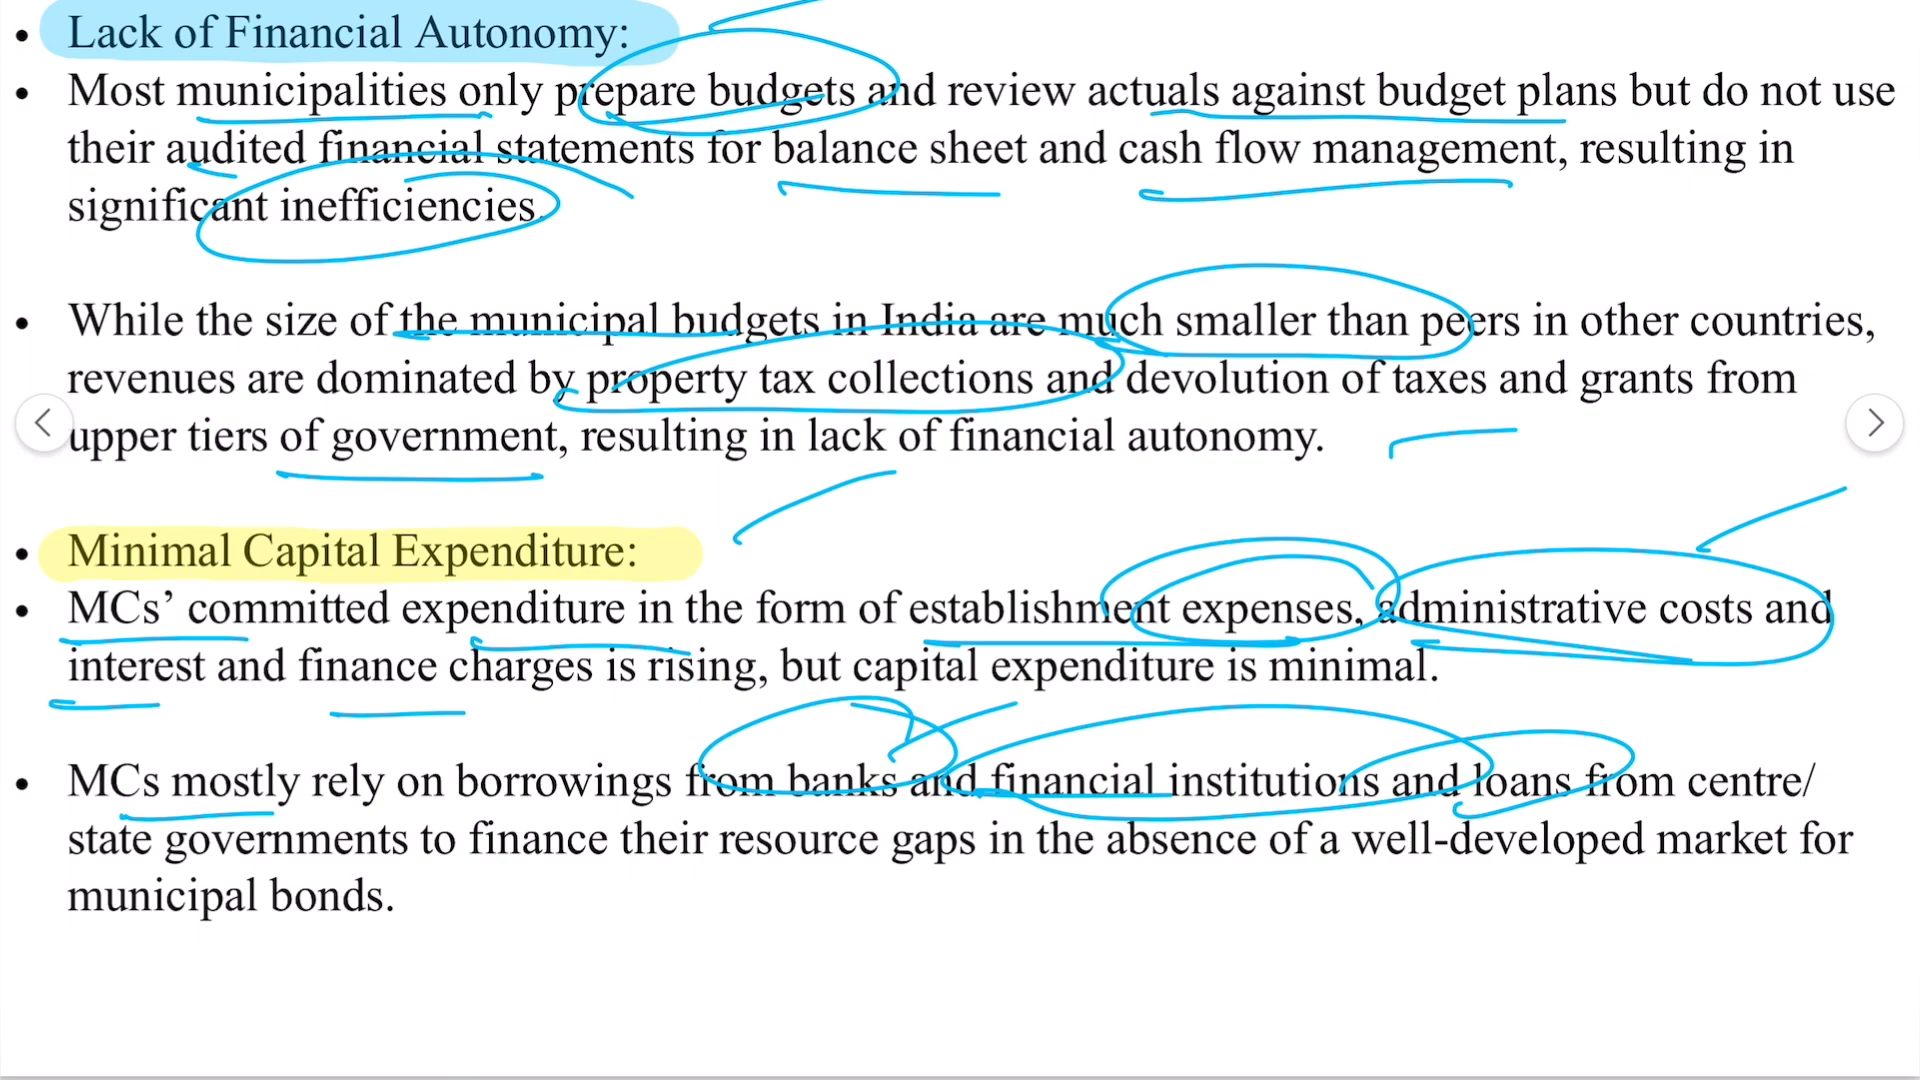 • Lack of Financial Autonomy:
• Most municipalities only prepare budgets and review actuals against budget plans but do not use
their audited financial statements for balance sheet and cash flow management, resulting in
significant inefficiencies.
• While the size of the municipal budgets in India are much smaller than peers in other countries,
revenues are dominated by property tax collections and devolution of taxes and grants from
upper tiers of government, resulting in lack of financial autonomy.
• Minimal Capital Expenditure:
• MCs’ committed expenditure in the form of establishment expenses, administrative costs and
interest and finance charges is rising, but capital expenditure is minimal.
• MCs mostly rely on borrowings from banks and financial institutions and loans from centre/
state governments to finance their resource gaps in the absence of a well-developed market for
municipal bonds.